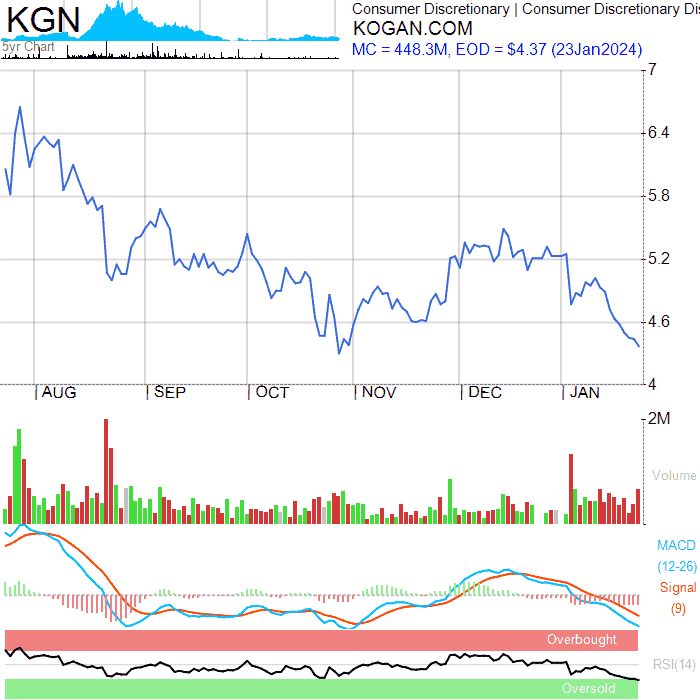 KGN
5yr Chart
Consumer Discretionary | Consumer Discretionary Dis
KOGAN.COM
MC = 448.3M, EOD = $4.37 (23Jan2024)
7
6.4
5.8
5.2
4.6
4
AUG SEP OCT NOV DEC JAN
2M
Volume
MACD
(12-26)
Signal
(9)
Overbought
RSI(14)
Oversold